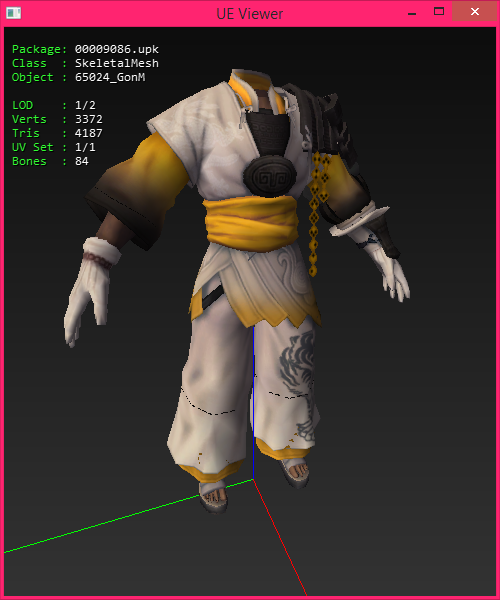 UE Viewer
Package: 00009086.upk
Class : SkeletalMesh
Object : 65024_GonM
LOD : 1/2
Verts : 3372
Tris : 4187
UV Set : 1/1
Bones : 84